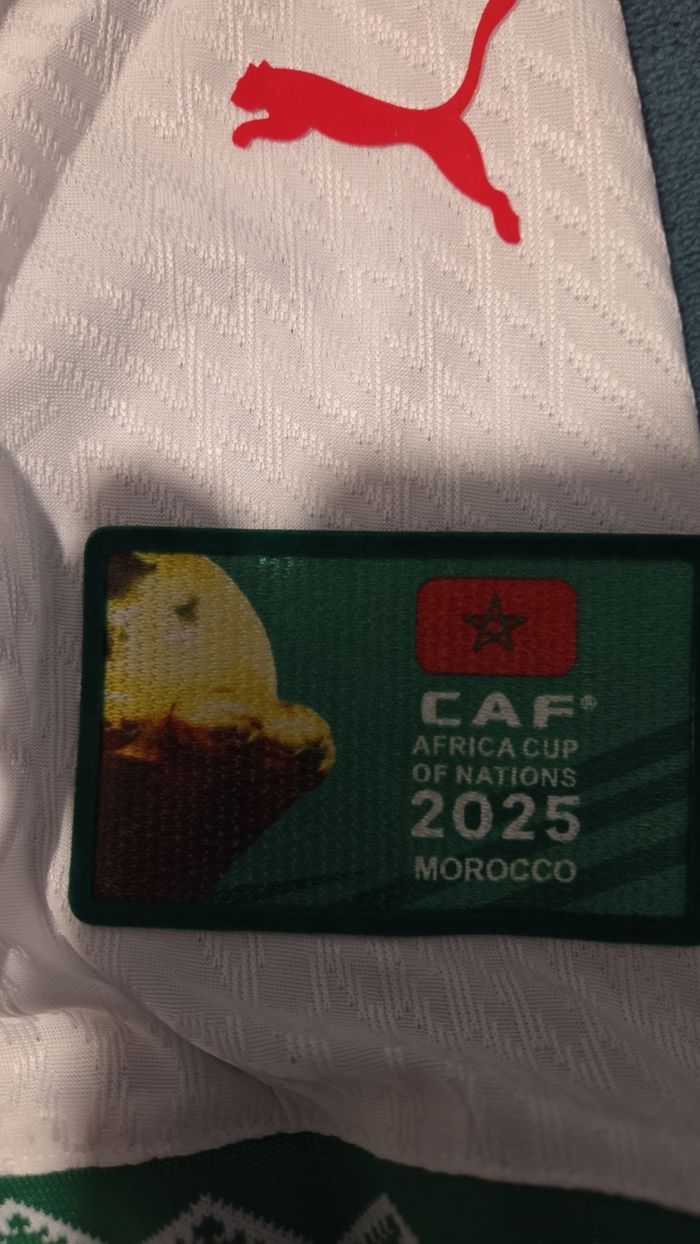 CAF®
AFRICA CUP
OF NATIONS
2025
MOROCCO